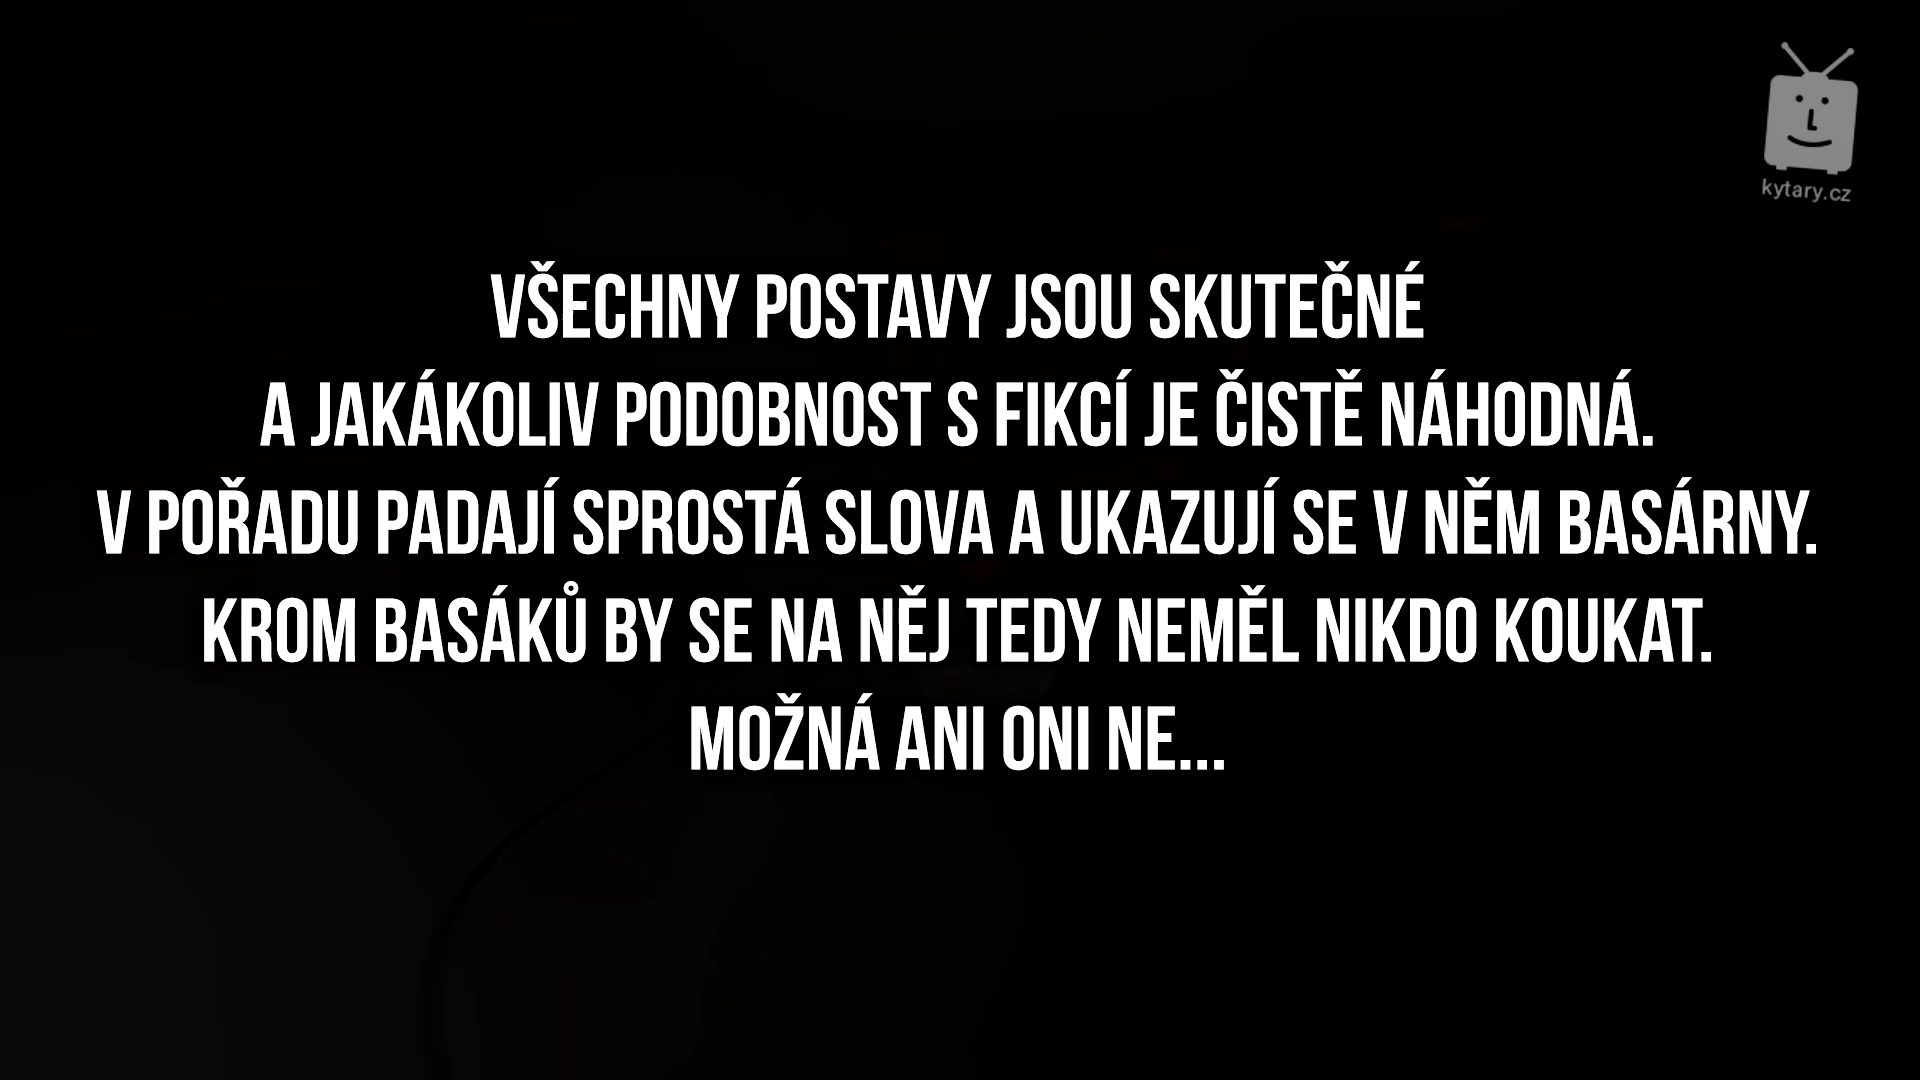 kytary.cz
VŠECHNY POSTAVY JSOU SKUTEČNÉ
A JAKÁKOLIV PODOBNOST S FIKCÍ JE ČISTĚ NÁHODNÁ.
V POŘADU PADAJÍ SPROSTÁ SLOVA A UKAZUJÍ SE V NĚM BASÁRNY.
KROM BASÁKŮ BY SE NA NĚJ TEDY NEMĚL NIKDO KOUKAT.
MOŽNÁ ANI ONI NE...